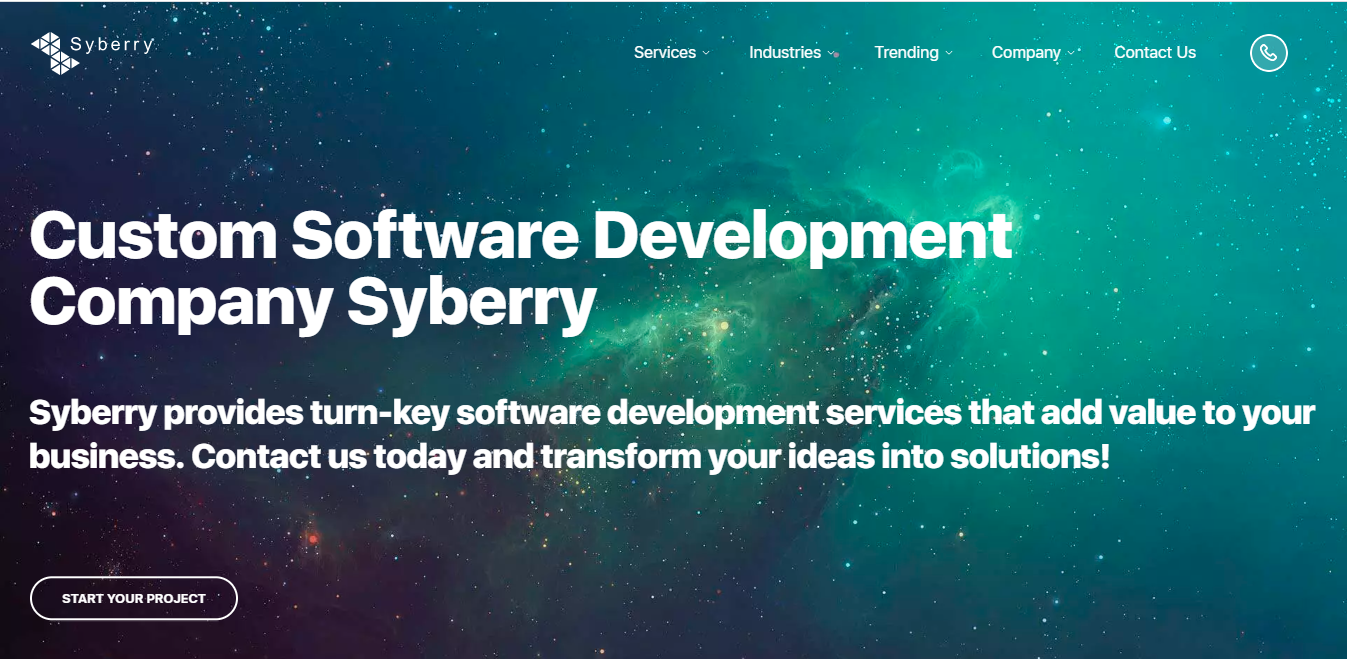 Syberry
Services
Industries
Trending
Company
Contact Us
Custom Software Development
Company Syberry
Syberry provides turn-key software development services that add value to your
business. Contact us today and transform your ideas into solutions!
START YOUR PROJECT